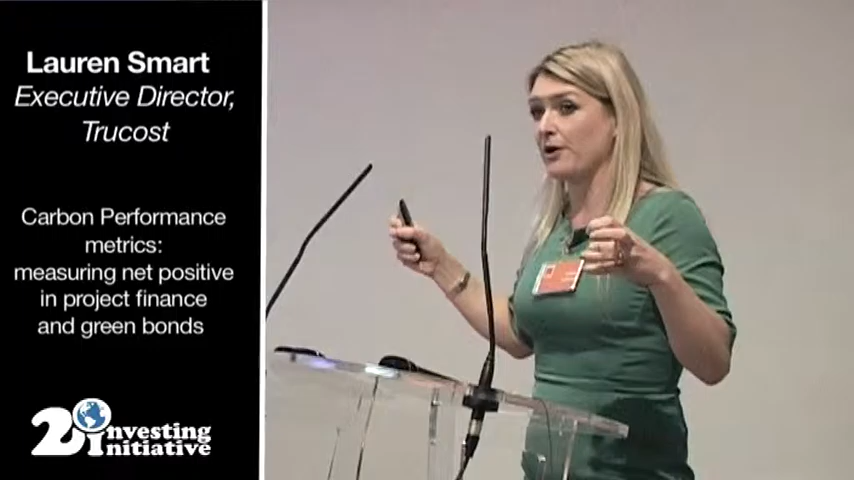 Lauren Smart
Executive Director,
Trucost
Carbon Performance
metrics:
measuring net positive
in project finance
and green bonds
2° Investing
Initiative